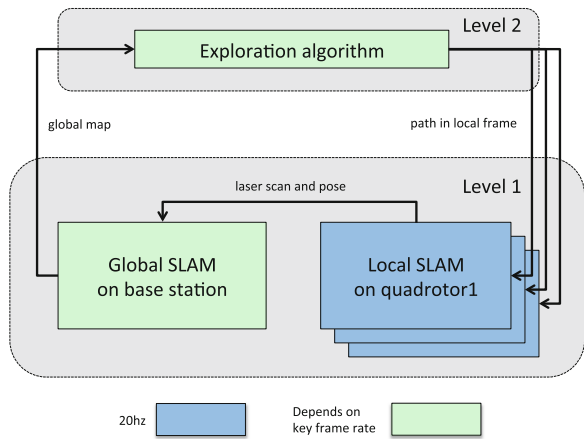 Level 2
Exploration algorithm
global map
path in local frame
Level 1
laser scan and pose
Global SLAM
on base station
Local SLAM
on quadrotor1
20hz
Depends on
key frame rate